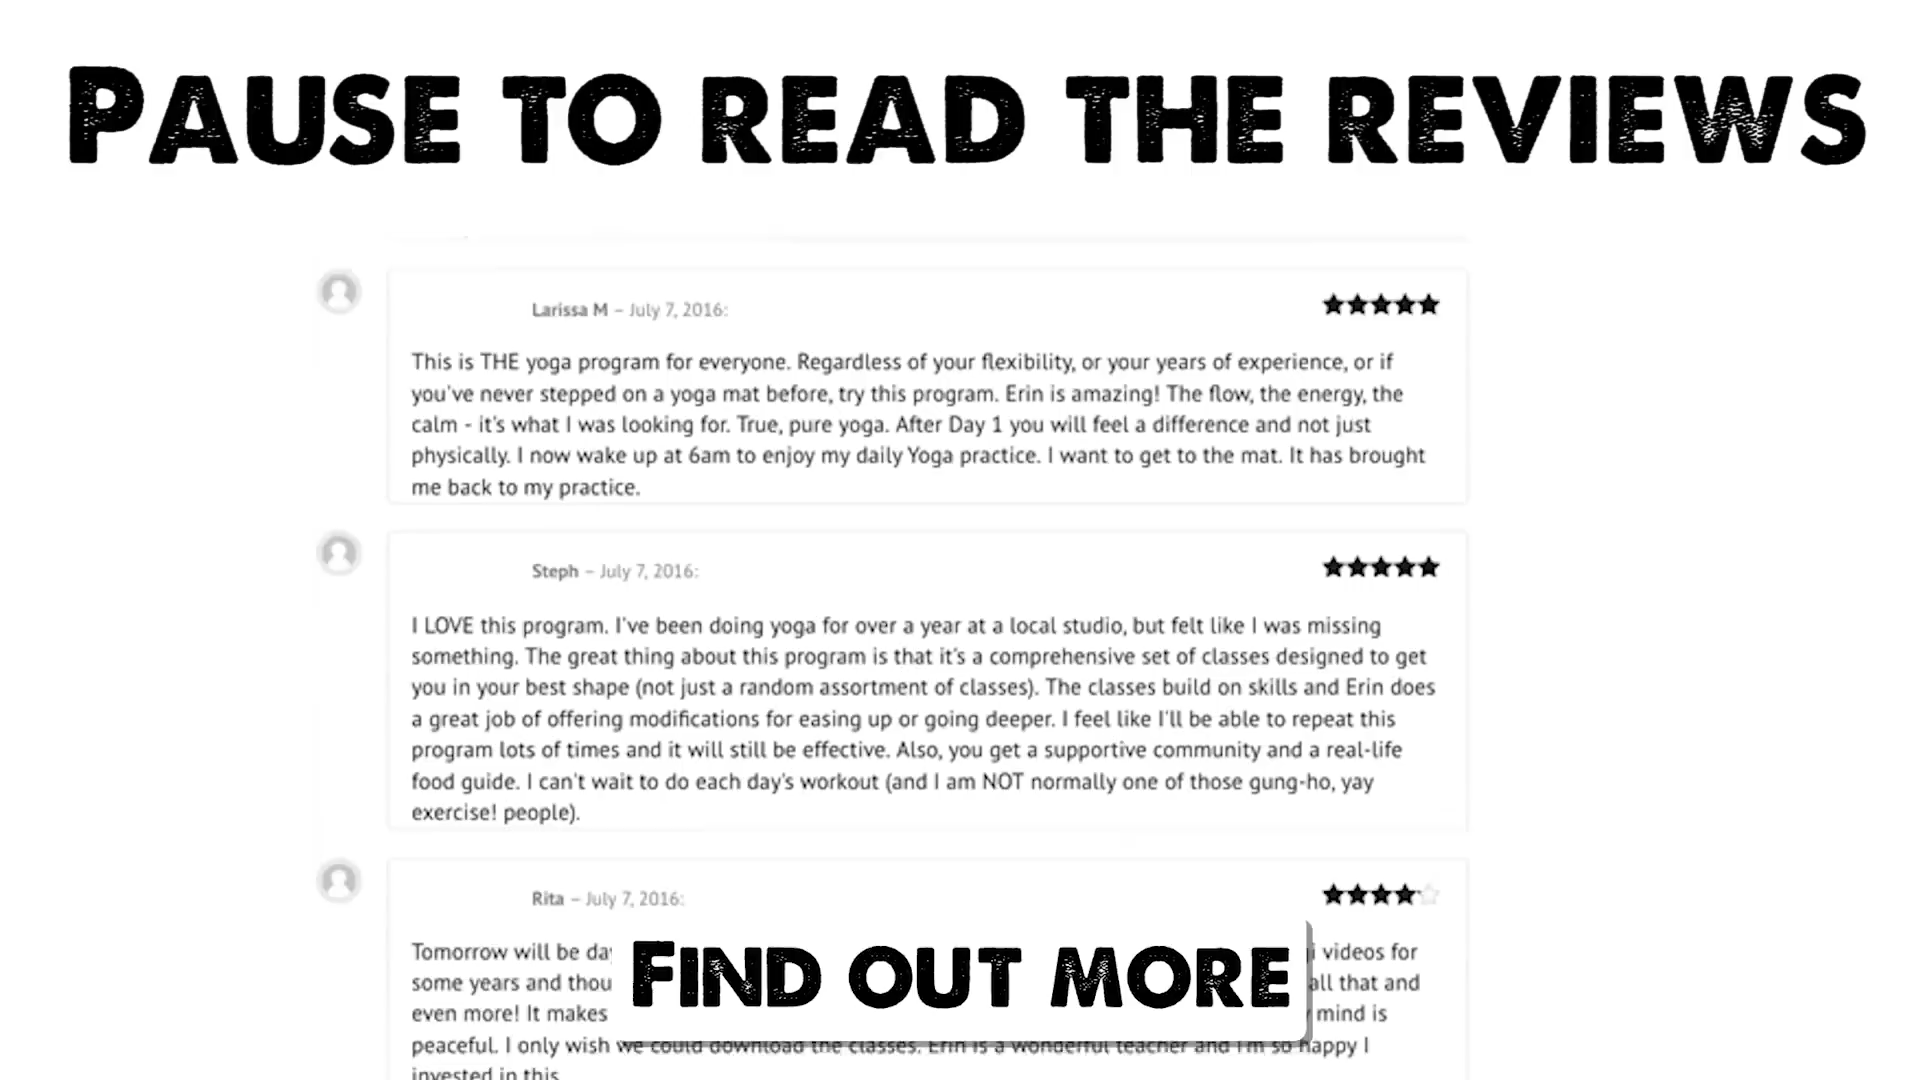 PAUSE TO READ THE REVIEWS
Larissa M – July 7, 2016:
This is THE yoga program for everyone. Regardless of your flexibility, or your years of experience, or if
you've never stepped on a yoga mat before, try this program. Erin is amazing! The flow, the energy, the
calm - it's what I was looking for. True, pure yoga. After Day 1 you will feel a difference and not just
physically. I now wake up at 6am to enjoy my daily Yoga practice. I want to get to the mat. It has brought
me back to my practice.
Steph – July 7, 2016:
I LOVE this program. I've been doing yoga for over a year at a local studio, but felt like I was missing
something. The great thing about this program is that it's a comprehensive set of classes designed to get
you in your best shape (not just a random assortment of classes). The classes build on skills and Erin does
a great job of offering modifications for easing up or going deeper. I feel like I'll be able to repeat this
program lots of times and it will still be effective. Also, you get a supportive community and a real-life
food guide. I can't wait to do each day's workout (and I am NOT normally one of those gung-ho, yay
exercise! people).
Rita – July 7, 2016:
Tomorrow will be videos for
some years and all that and
even more! It makes mind is
FIND OUT MORE
peaceful. I only wish we could download the classes. Erin is a wonderful teacher and I'm so happy I
invested in this